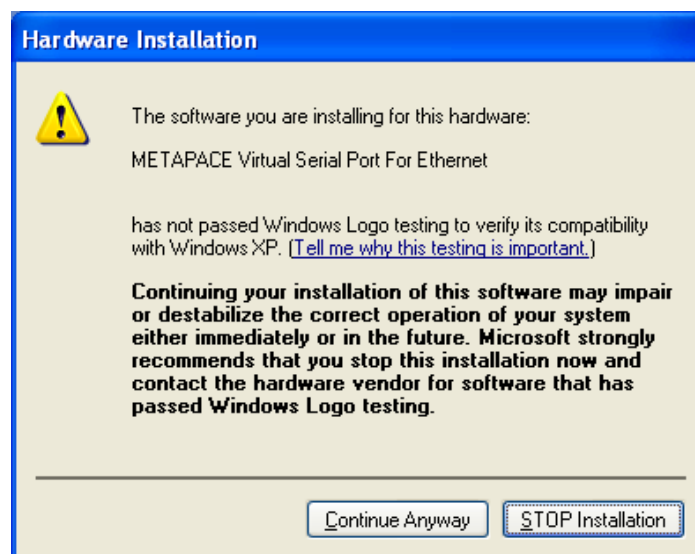 Hardware Installation
The software you are installing for this hardware:
METAPACE Virtual Serial Port For Ethernet
has not passed Windows Logo testing to verify its compatibility
with Windows XP. (Tell me why this testing is important.)
Continuing your installation of this software may impair
or destabilize the correct operation of your system
either immediately or in the future. Microsoft strongly
recommends that you stop this installation now and
contact the hardware vendor for software that has
passed Windows Logo testing.
Continue Anyway STOP Installation